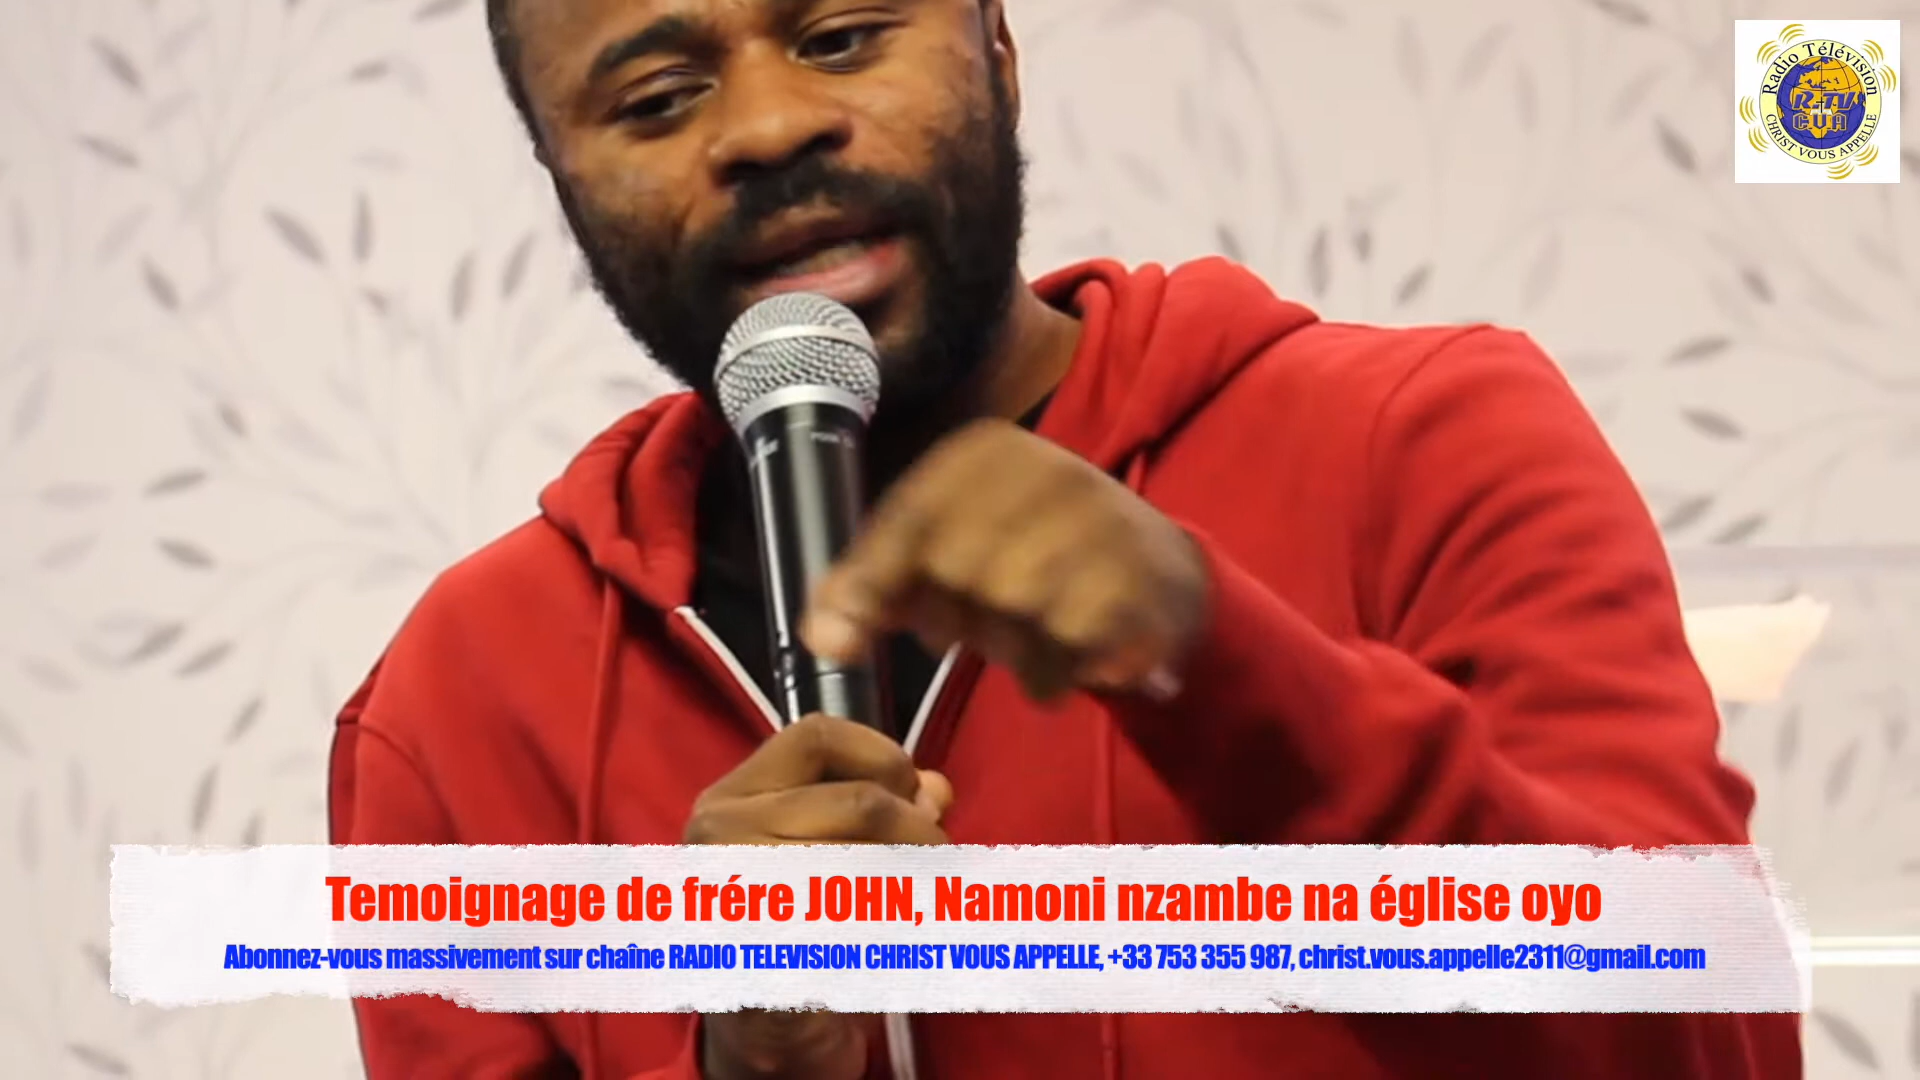 Radio Télévision
R.TV
C.V.A
CHRIST VOUS APPELLE
Temoignage de frére JOHN, Namoni nzambe na église oyo
Abonnez-vous massivement sur chaîne RADIO TELEVISION CHRIST VOUS APPELLE, +33 753 355 987, christ.vous.appelle2311@gmail.com